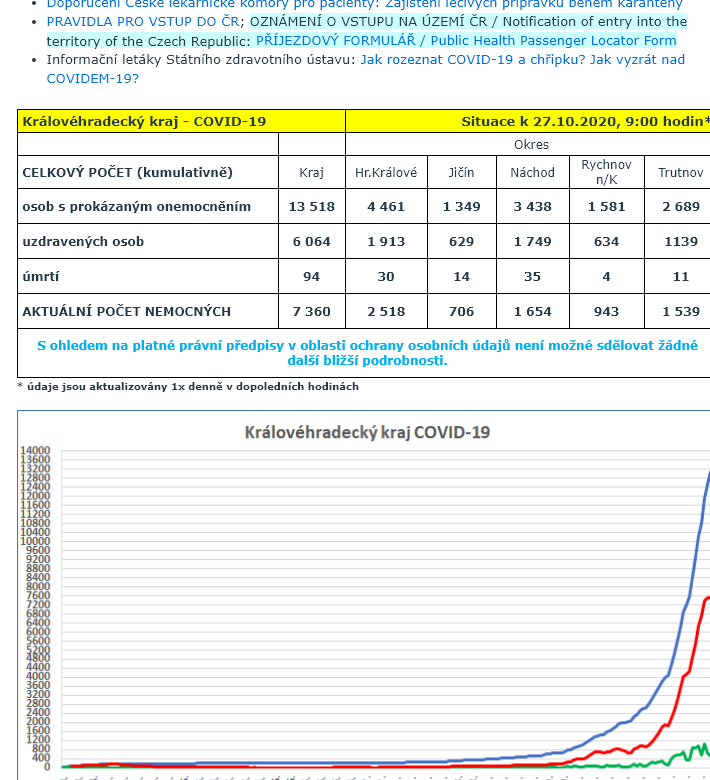 Doporučení České lékárnické komory pro pacienty: Zajištění léčivých přípravků během karantény
PRAVIDLA PRO VSTUP DO ČR; OZNÁMENÍ O VSTUPU NA ÚZEMÍ ČR / Notification of entry into the
territory of the Czech Republic: PŘÍJEZDOVÝ FORMULÁŘ / Public Health Passenger Locator Form
Informační letáky Státního zdravotního ústavu: Jak rozeznat COVID-19 a chřipku? Jak vyzrát nad
COVIDEM-19?
Královéhradecký kraj - COVID-19 Situace k 27.10.2020, 9:00 hodin*
Okres
CELKOVÝ POČET (kumulativně) Kraj Hr.Králové Jičín Náchod Rychnov n/K Trutnov
osob s prokázaným onemocněním 13 518 4 461 1 349 3 438 1 581 2 689
uzdravených osob 6 064 1 913 629 1 749 634 1139
úmrtí 94 30 14 35 4 11
AKTUÁLNÍ POČET NEMOCNÝCH 7 360 2 518 706 1 654 943 1 539
S ohledem na platné právní předpisy v oblasti ochrany osobních údajů není možné sdělovat žádné
další bližší podrobnosti.
* údaje jsou aktualizovány 1x denně v dopoledních hodinách
Královéhradecký kraj COVID-19
14000
13600
13200
12800
12400
12000
11600
11200
10800
10400
10000
9600
9200
8800
8400
8000
7600
7200
6800
6400
6000
5600
5200
4800
4400
4000
3600
3200
2800
2400
2000
1600
1200
800
400
0